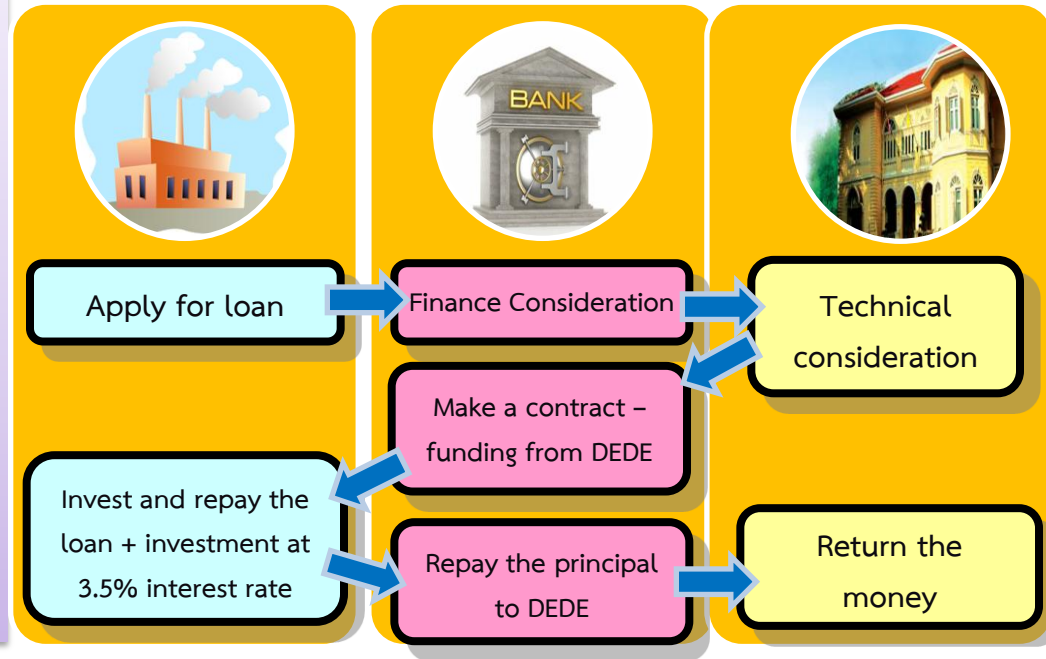 BANK
Apply for loan
Finance Consideration
Technical
consideration
Make a contract –
funding from DEDE
Invest and repay the
loan + investment at
3.5% interest rate
Repay the principal
to DEDE
Return the
money